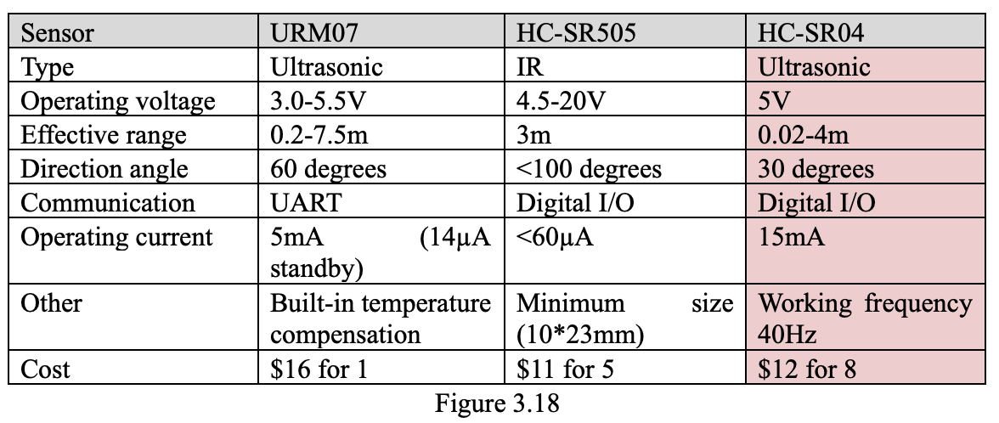 Sensor URM07 HC-SR505 HC-SR04
Type Ultrasonic IR Ultrasonic
Operating voltage 3.0-5.5V 4.5-20V 5V
Effective range 0.2-7.5m 3m 0.02-4m
Direction angle 60 degrees <100 degrees 30 degrees
Communication UART Digital I/O Digital I/O
Operating current 5mA (14µA <60µA 15mA
standby)
Other Built-in temperature Minimum size Working frequency
compensation (10*23mm) 40Hz
Cost $16 for 1 $11 for 5 $12 for 8
Figure 3.18